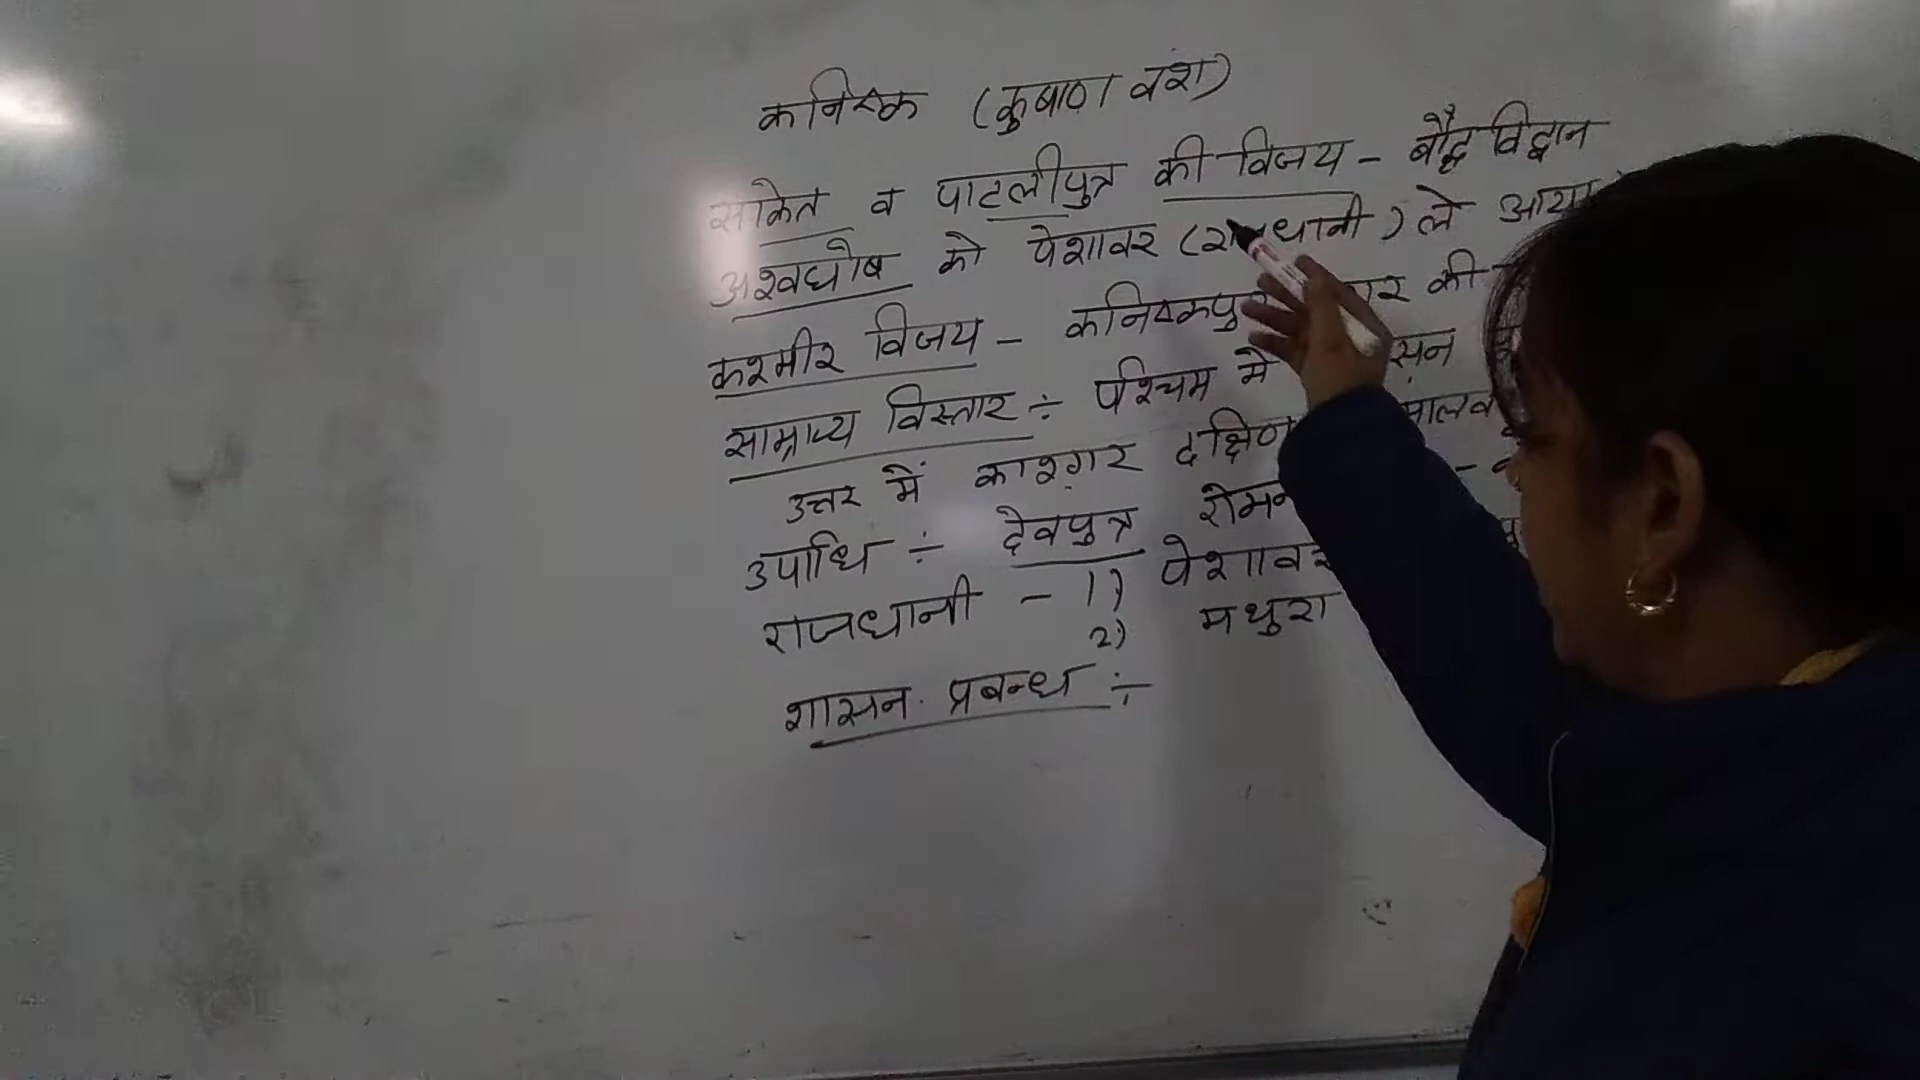 कनिष्क (कुषाण वंश)
साकेत व पाटलीपुत्र की विजय - बौद्ध विद्वान
अश्वघोष को पेशावर (राजधानी) ले आया
कश्मीर विजय - कनिष्कपुर की
साम्राज्य विस्तार ÷ पश्चिम में
उत्तर में काश्ग़र दक्षिण
उपाधि ÷ देवपुत्र
राजधानी - 1) पेशावर
2) मथुरा
शासन प्रबन्ध ÷